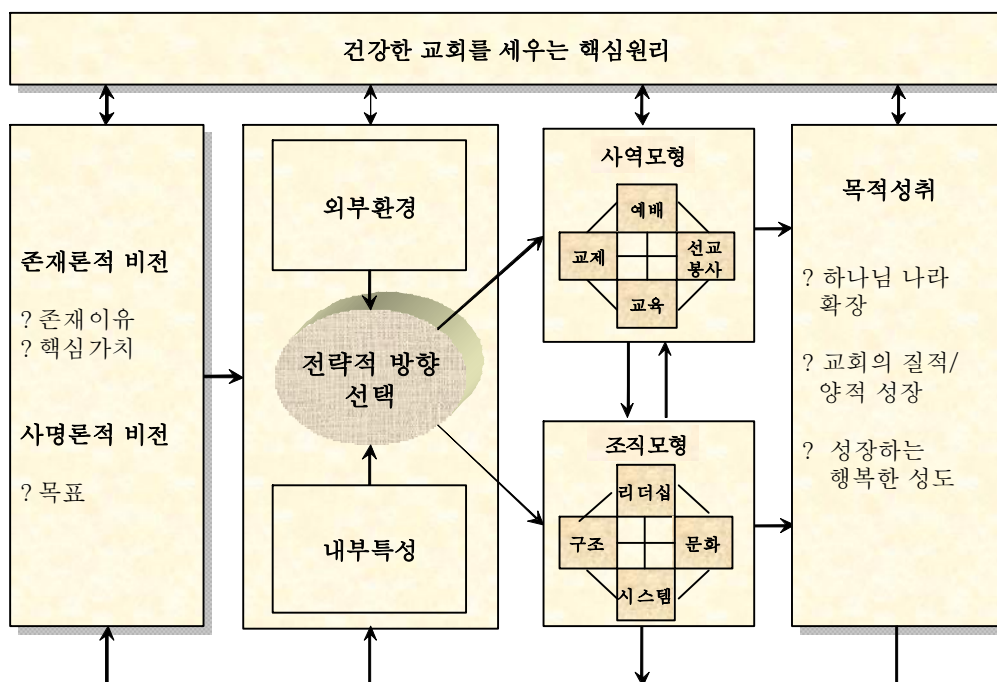 건강한 교회를 세우는 핵심원리
존재론적 비전
? 존재이유
? 핵심가치
사명론적 비전
? 목표
외부환경
전략적 방향
선택
내부특성
사역모형
예배
교제
선교
봉사
교육
조직모형
리더십
구조
문화
시스템
목적성취
? 하나님 나라
확장
? 교회의 질적/
양적 성장
? 성장하는
행복한 성도